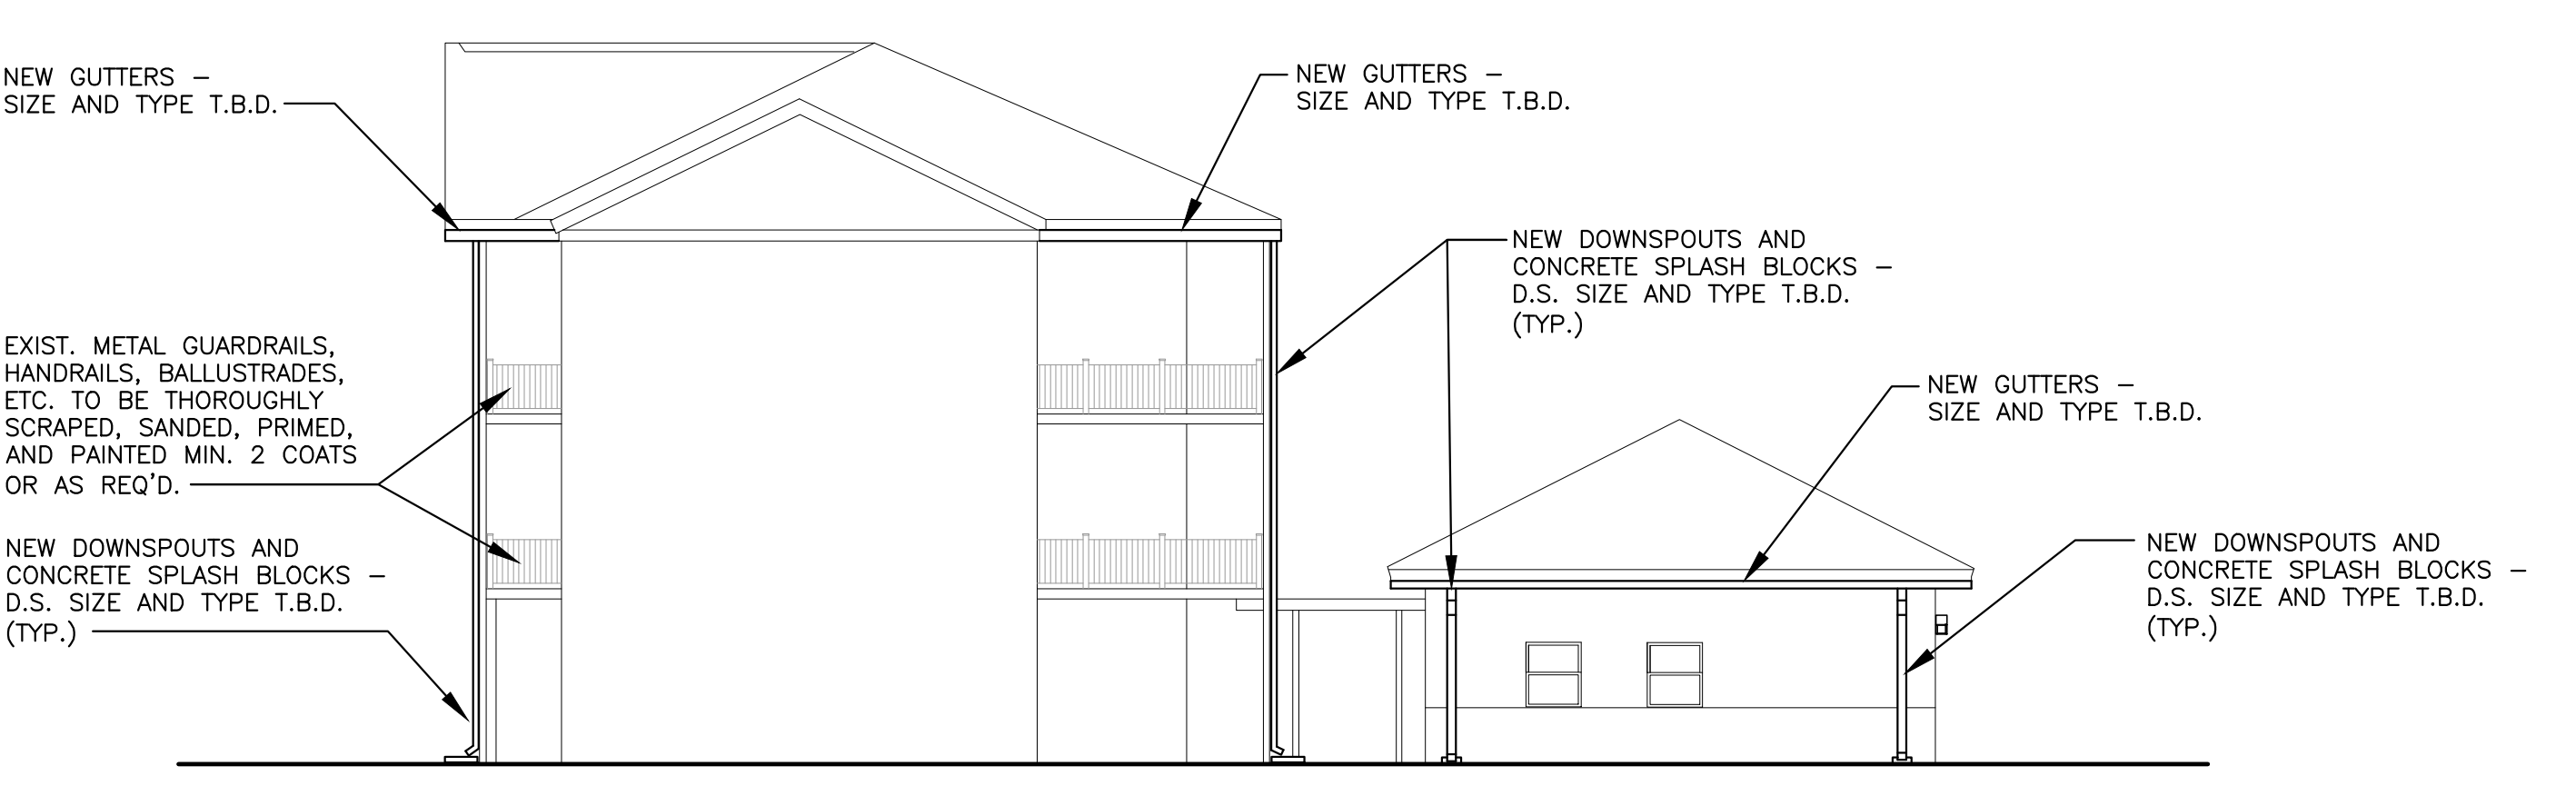 NEW GUTTERS –
SIZE AND TYPE T.B.D.
NEW GUTTERS –
SIZE AND TYPE T.B.D.
NEW DOWNSPOUTS AND
CONCRETE SPLASH BLOCKS –
D.S. SIZE AND TYPE T.B.D.
(TYP.)
EXIST. METAL GUARDRAILS,
HANDRAILS, BALLUSTRADES,
ETC. TO BE THOROUGHLY
SCRAPED, SANDED, PRIMED,
AND PAINTED MIN. 2 COATS
OR AS REQ'D.
NEW GUTTERS –
SIZE AND TYPE T.B.D.
NEW DOWNSPOUTS AND
CONCRETE SPLASH BLOCKS –
D.S. SIZE AND TYPE T.B.D.
(TYP.)
NEW DOWNSPOUTS AND
CONCRETE SPLASH BLOCKS –
D.S. SIZE AND TYPE T.B.D.
(TYP.)